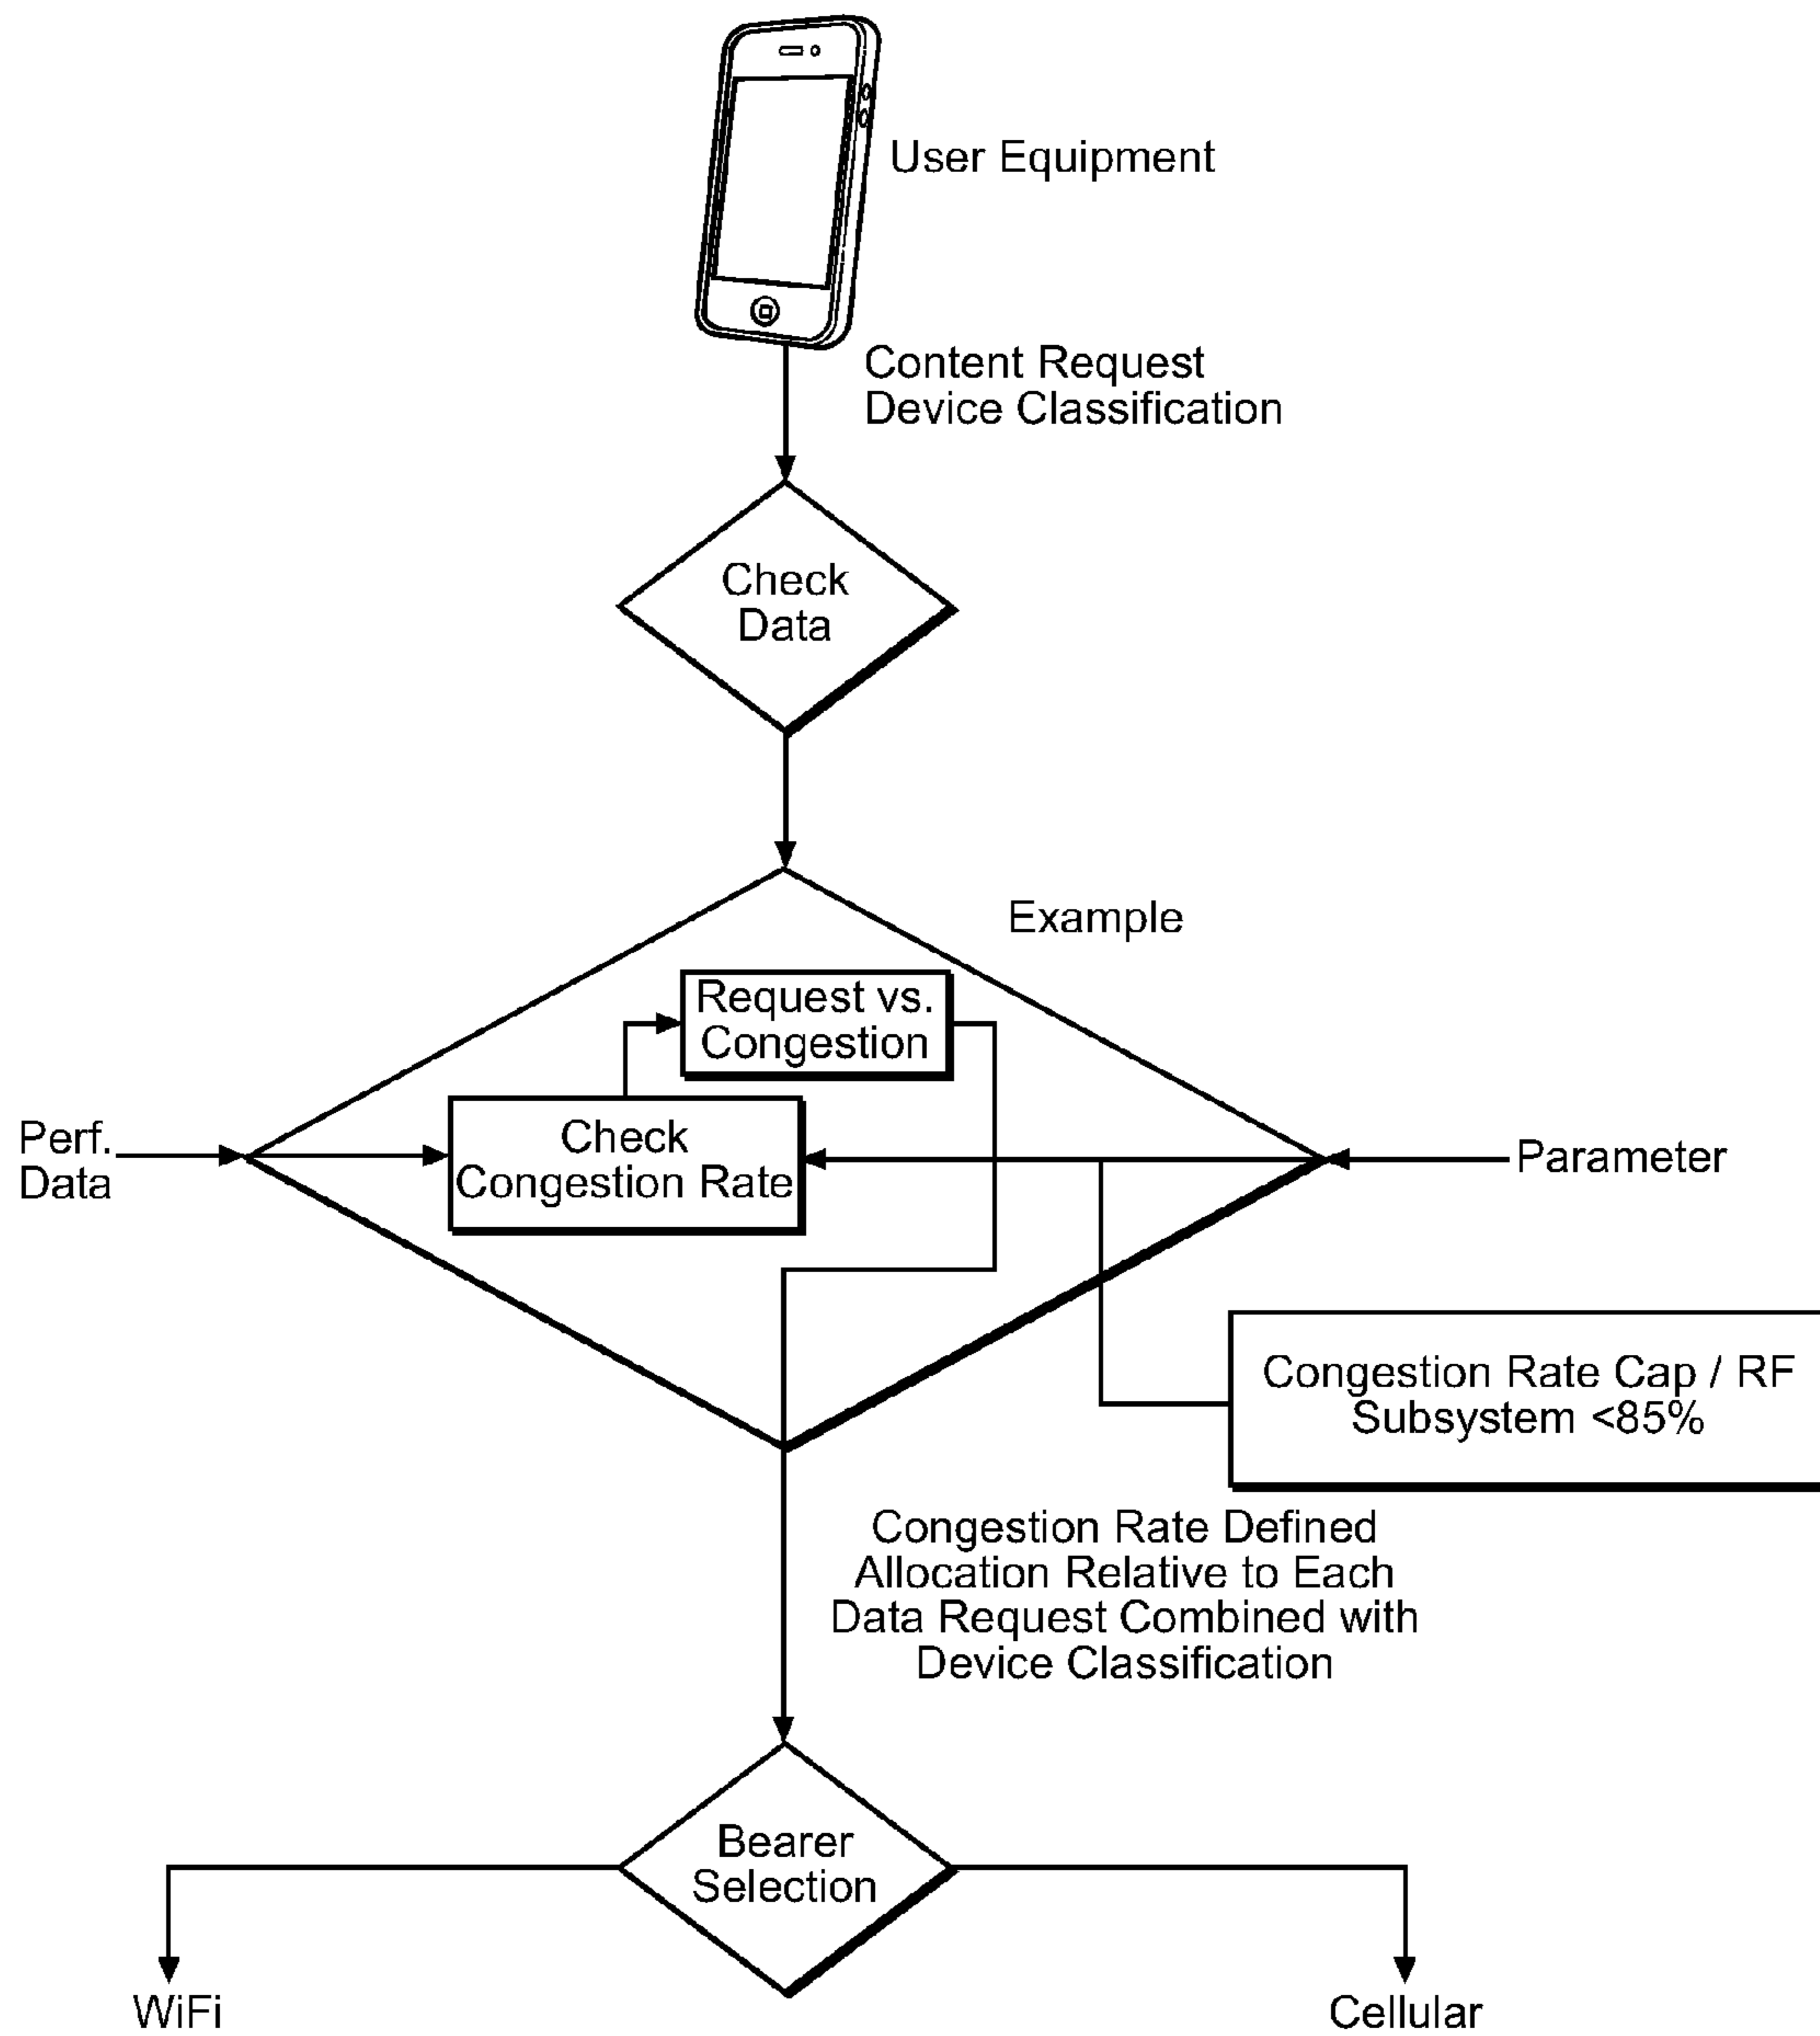 User Equipment
Content Request
Device Classification
Check
Data
Example
Request vs.
Congestion
Perf.
Data
Check
Congestion Rate
Parameter
Congestion Rate Cap / RF
Subsystem <85%
Congestion Rate Defined
Allocation Relative to Each
Data Request Combined with
Device Classification
Bearer
Selection
WiFi
Cellular